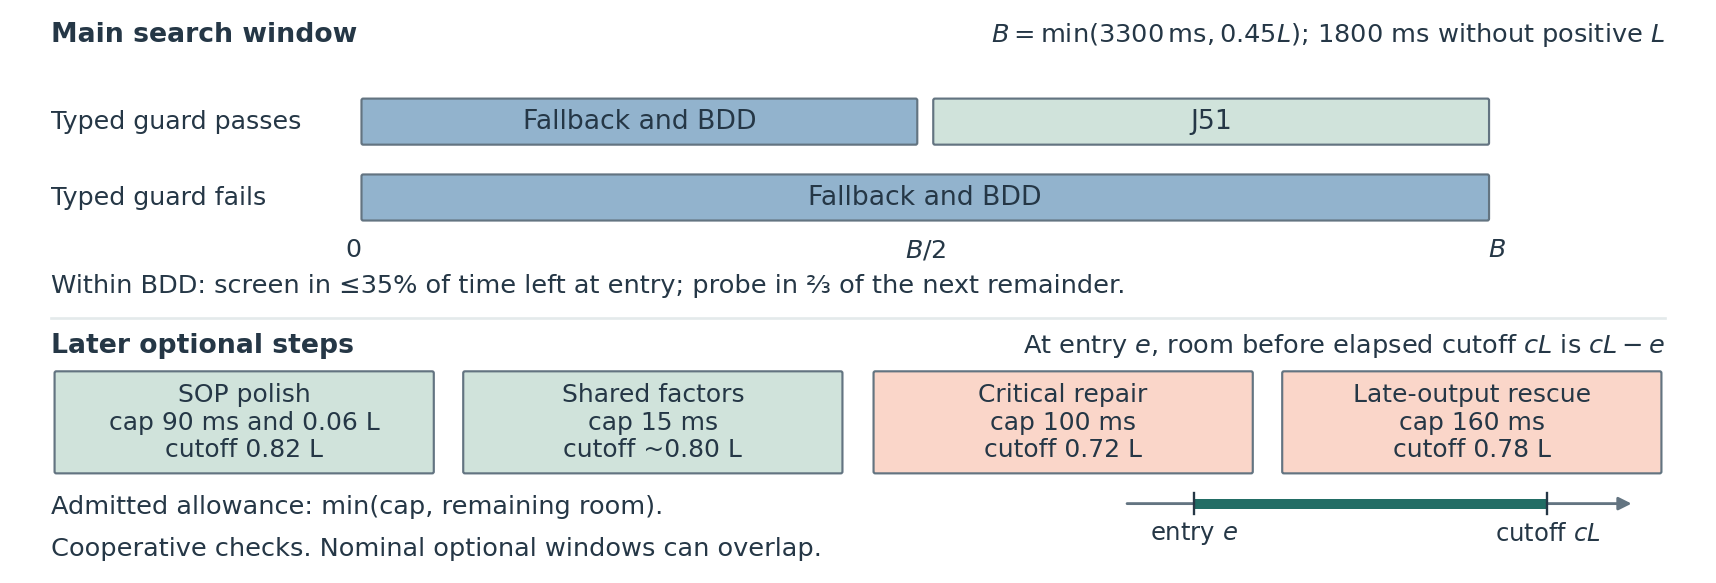 Main search window
B = min(3300 ms, 0.45L); 1800 ms without positive L
Typed guard passes
Fallback and BDD
J51
Typed guard fails
Fallback and BDD
0
B/2
B
Within BDD: screen in ≤35% of time left at entry; probe in ⅔ of the next remainder.
Later optional steps
At entry e, room before elapsed cutoff cL is cL − e
SOP polish
cap 90 ms and 0.06 L
cutoff 0.82 L
Shared factors
cap 15 ms
cutoff ~0.80 L
Critical repair
cap 100 ms
cutoff 0.72 L
Late-output rescue
cap 160 ms
cutoff 0.78 L
Admitted allowance: min(cap, remaining room).
entry e
cutoff cL
Cooperative checks. Nominal optional windows can overlap.